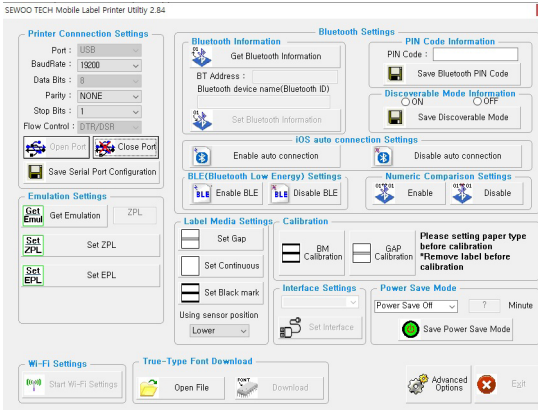 SEWOO TECH Mobile Label Printer Utiltiy 2.84
Printer Connnection Settings
Port : USB
BaudRate : 19200
Data Bits : 8
Parity : NONE
Stop Bits : 1
Flow Control : DTR/DSR
Open Port
Close Port
Save Serial Port Configuration
Emulation Settings
Get Emul
Get Emulation
ZPL
Set ZPL
Set ZPL
Set EPL
Set EPL
Bluetooth Settings
Bluetooth Information
Get Bluetooth Information
BT Address :
Bluetooth device name(Bluetooth ID)
Set Bluetooth Information
PIN Code Information
PIN Code :
Save Bluetooth PIN Code
Discoverable Mode Information
ON
OFF
Save Discoverable Mode
iOS auto connection Settings
Enable auto connection
Disable auto connection
BLE(Bluetooth Low Energy) Settings
BLE
Enable BLE
BLE
Disable BLE
Numeric Comparison Settings
Enable
Disable
Label Media Settings
Set Gap
Set Continuous
Set Black mark
Using sensor position
Lower
Calibration
BM
Calibration
GAP
Calibration
Please setting paper type
before calibration
*Remove label before
calibration
Interface Settings
Set Interface
Power Save Mode
Power Save Off
?
Minute
Save Power Save Mode
Wi-Fi Settings
Start Wi-Fi Settings
True-Type Font Download
Open File
FONT
Download
Advanced
Options
Exit